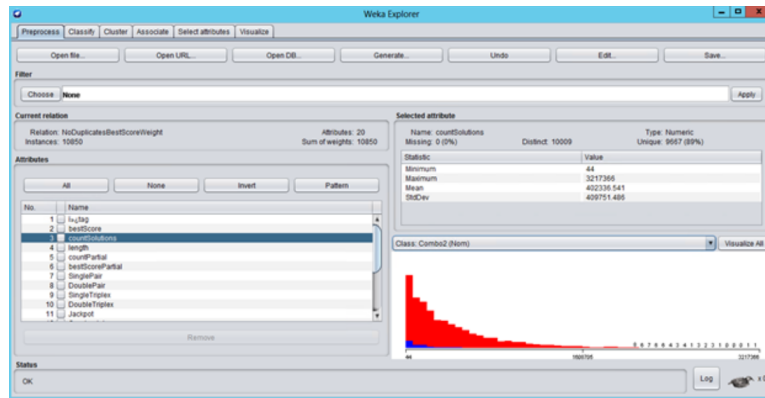 Weka Explorer
Preprocess Classify Cluster Associate Select attributes Visualize
Open file... Open URL... Open DB... Generate... Undo Edit... Save...
Filter
Choose None Apply
Current relation
Relation: NoDuplicatesBestScoreWeight Attributes: 20
Instances: 10850 Sum of weights: 10850
Selected attribute
Name: countSolutions Type: Numeric
Missing: 0 (0%) Distinct: 10009 Unique: 9667 (89%)
Statistic Value
Minimum 44
Maximum 3217366
Mean 402336.541
StdDev 409751.486
Attributes
All None Invert Pattern
No. Name
1
2 bestScore
3 countSolutions
4 length
5 countPartial
6 bestScorePartial
7 SinglePair
8 DoublePair
9 SingleTriplex
10 DoubleTriplex
11 Jackpot
Remove
Class: Combo2 (Nom) Visualize All
44
Status
OK
Log